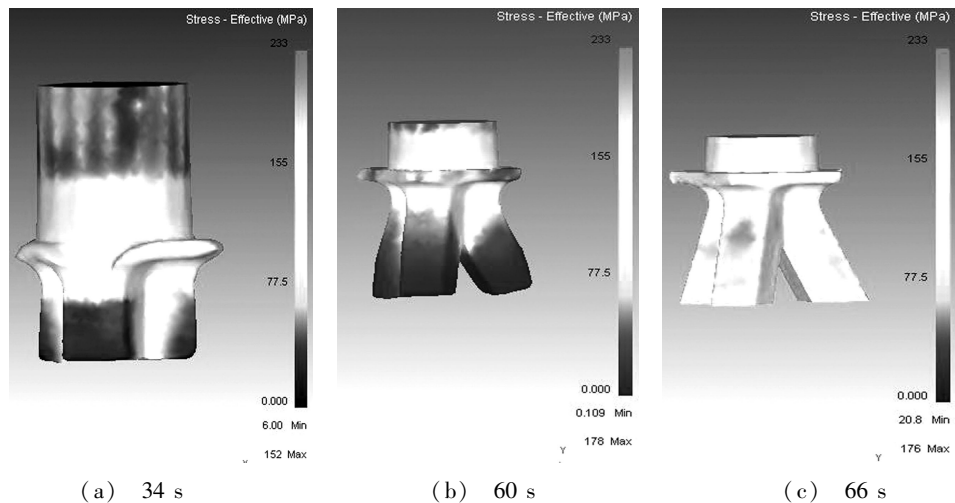 Stress - Effective (MPa)
233
155
77.5
0.000
6.00 Min
152 Max
(a) 34 s
Stress - Effective (MPa)
233
155
77.5
0.000
0.109 Min
178 Max
Y
(b) 60 s
Stress - Effective (MPa)
233
155
77.5
0.000
20.8 Min
176 Max
Y
(c) 66 s